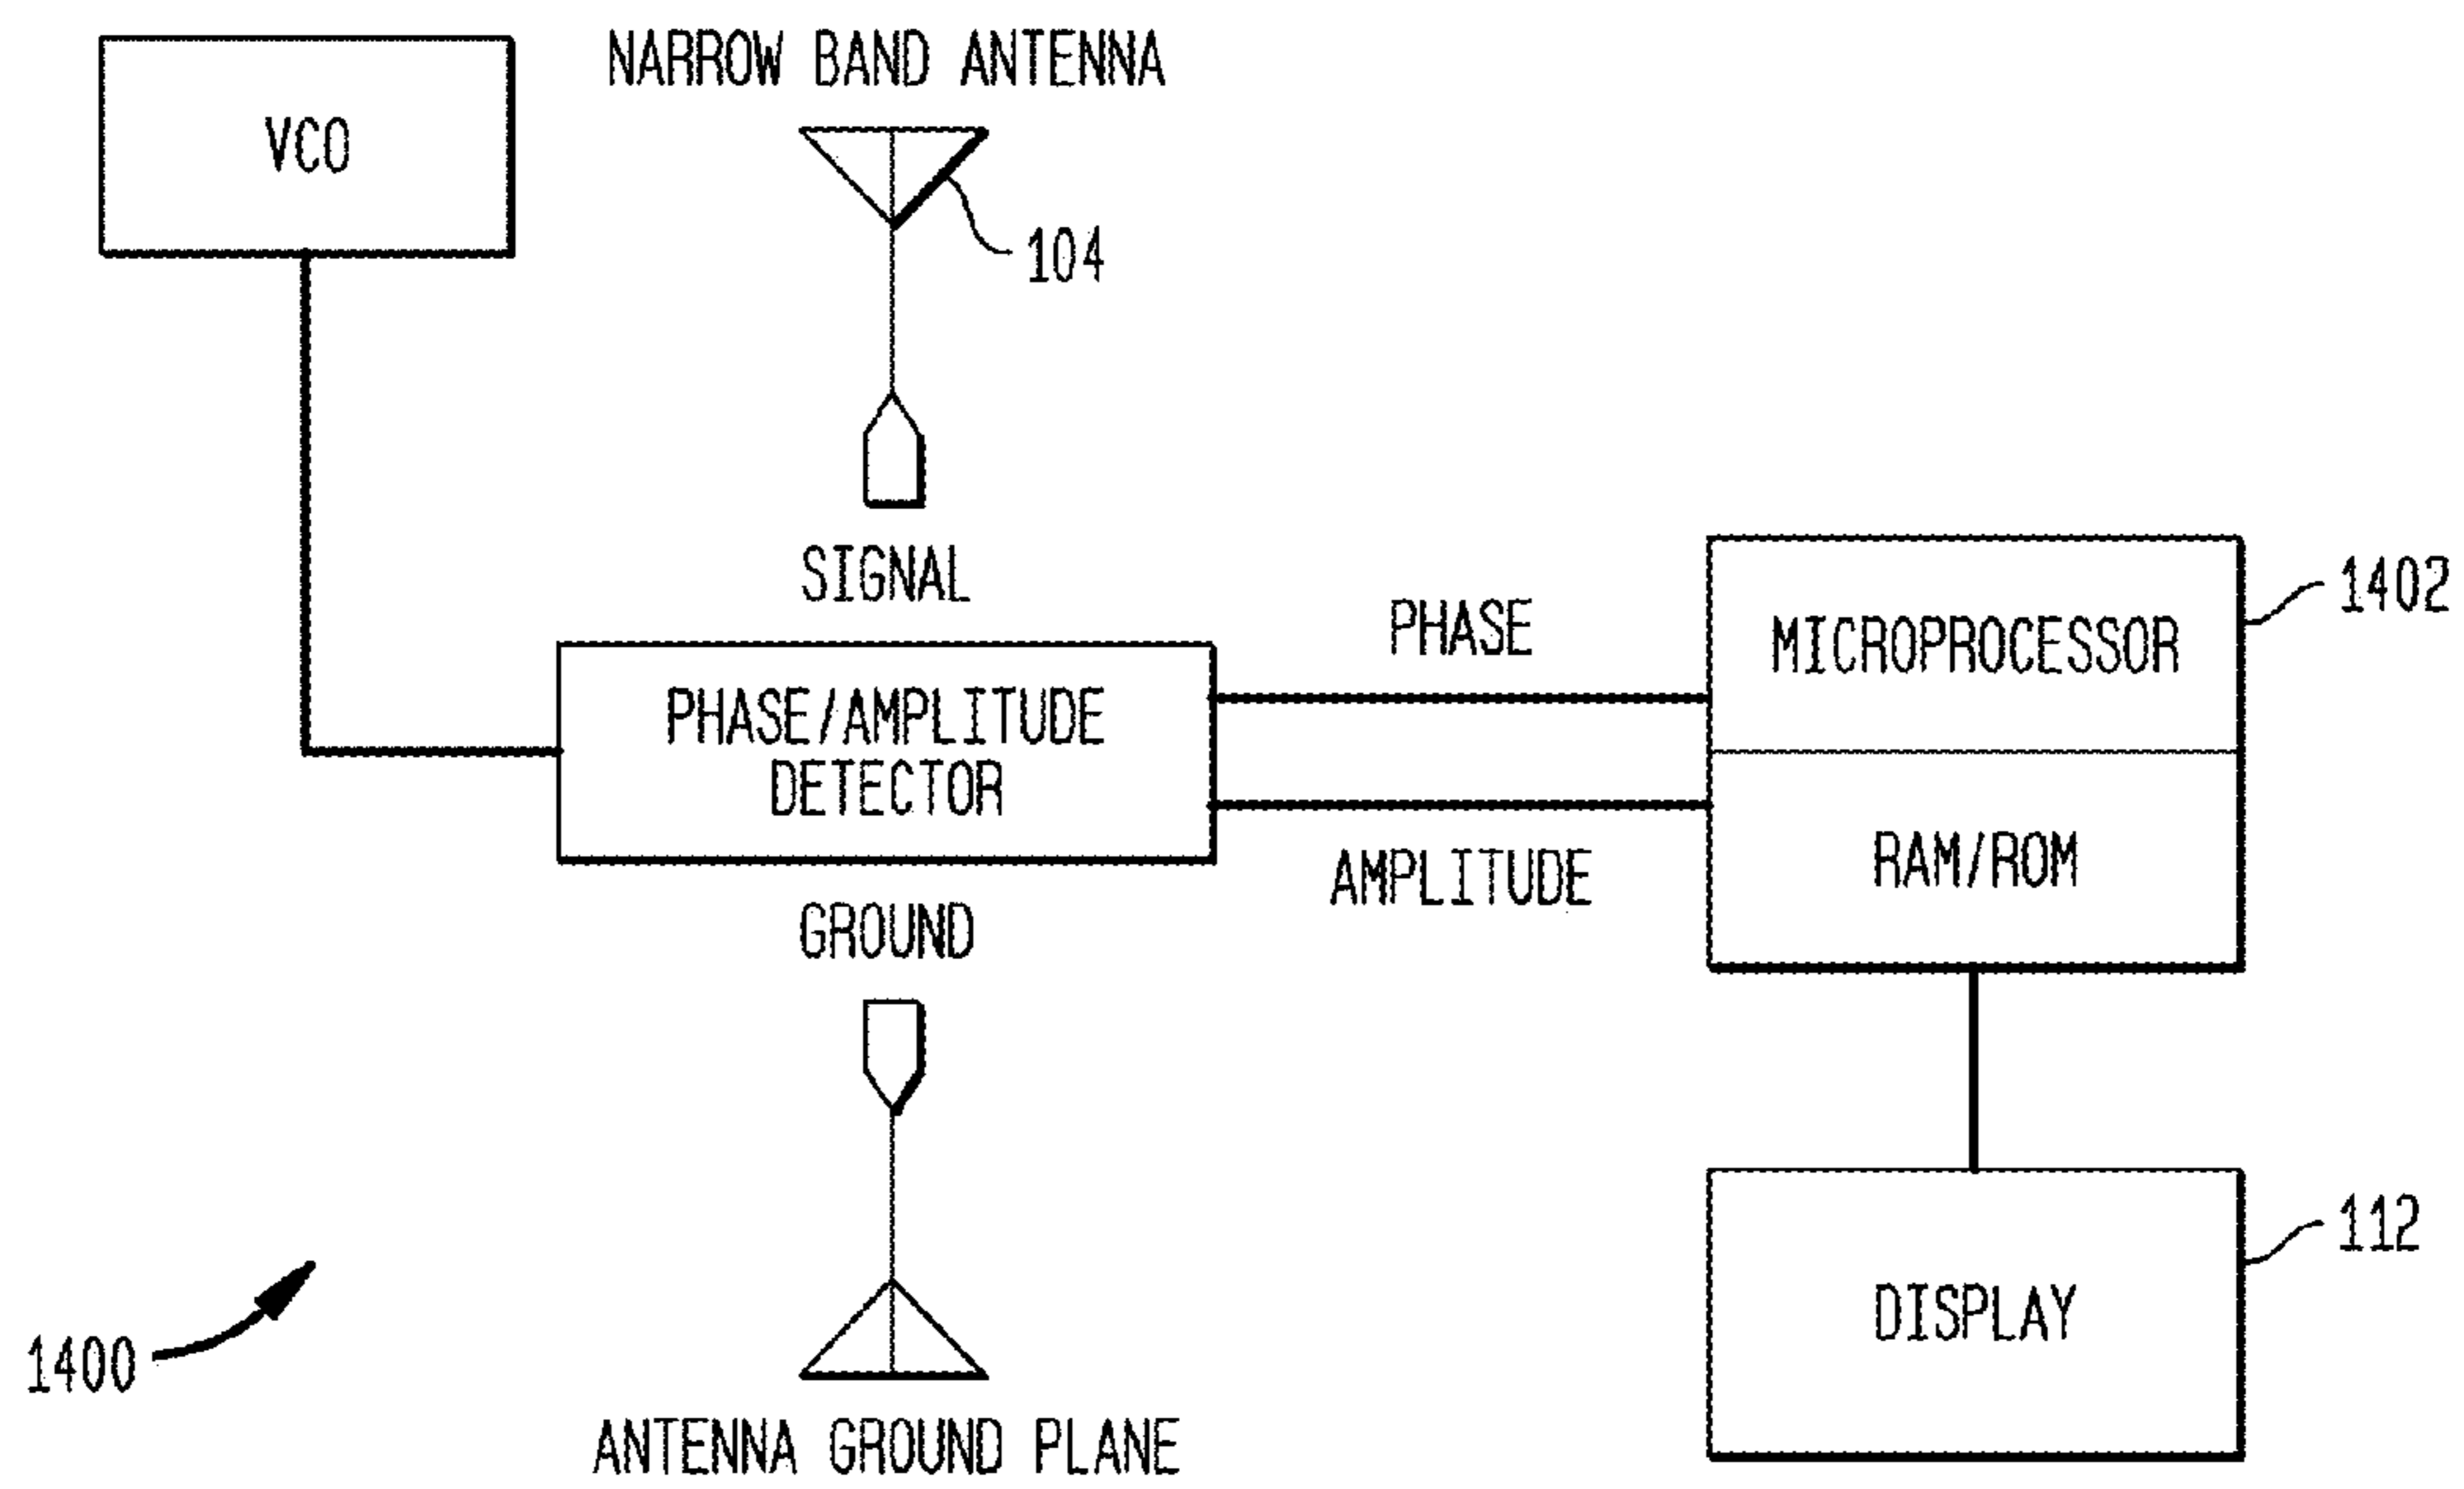 VCO
NARROW BAND ANTENNA
104
SIGNAL
PHASE/AMPLITUDE
DETECTOR
GROUND
ANTENNA GROUND PLANE
PHASE
AMPLITUDE
MICROPROCESSOR
1402
RAM/ROM
DISPLAY
112
1400